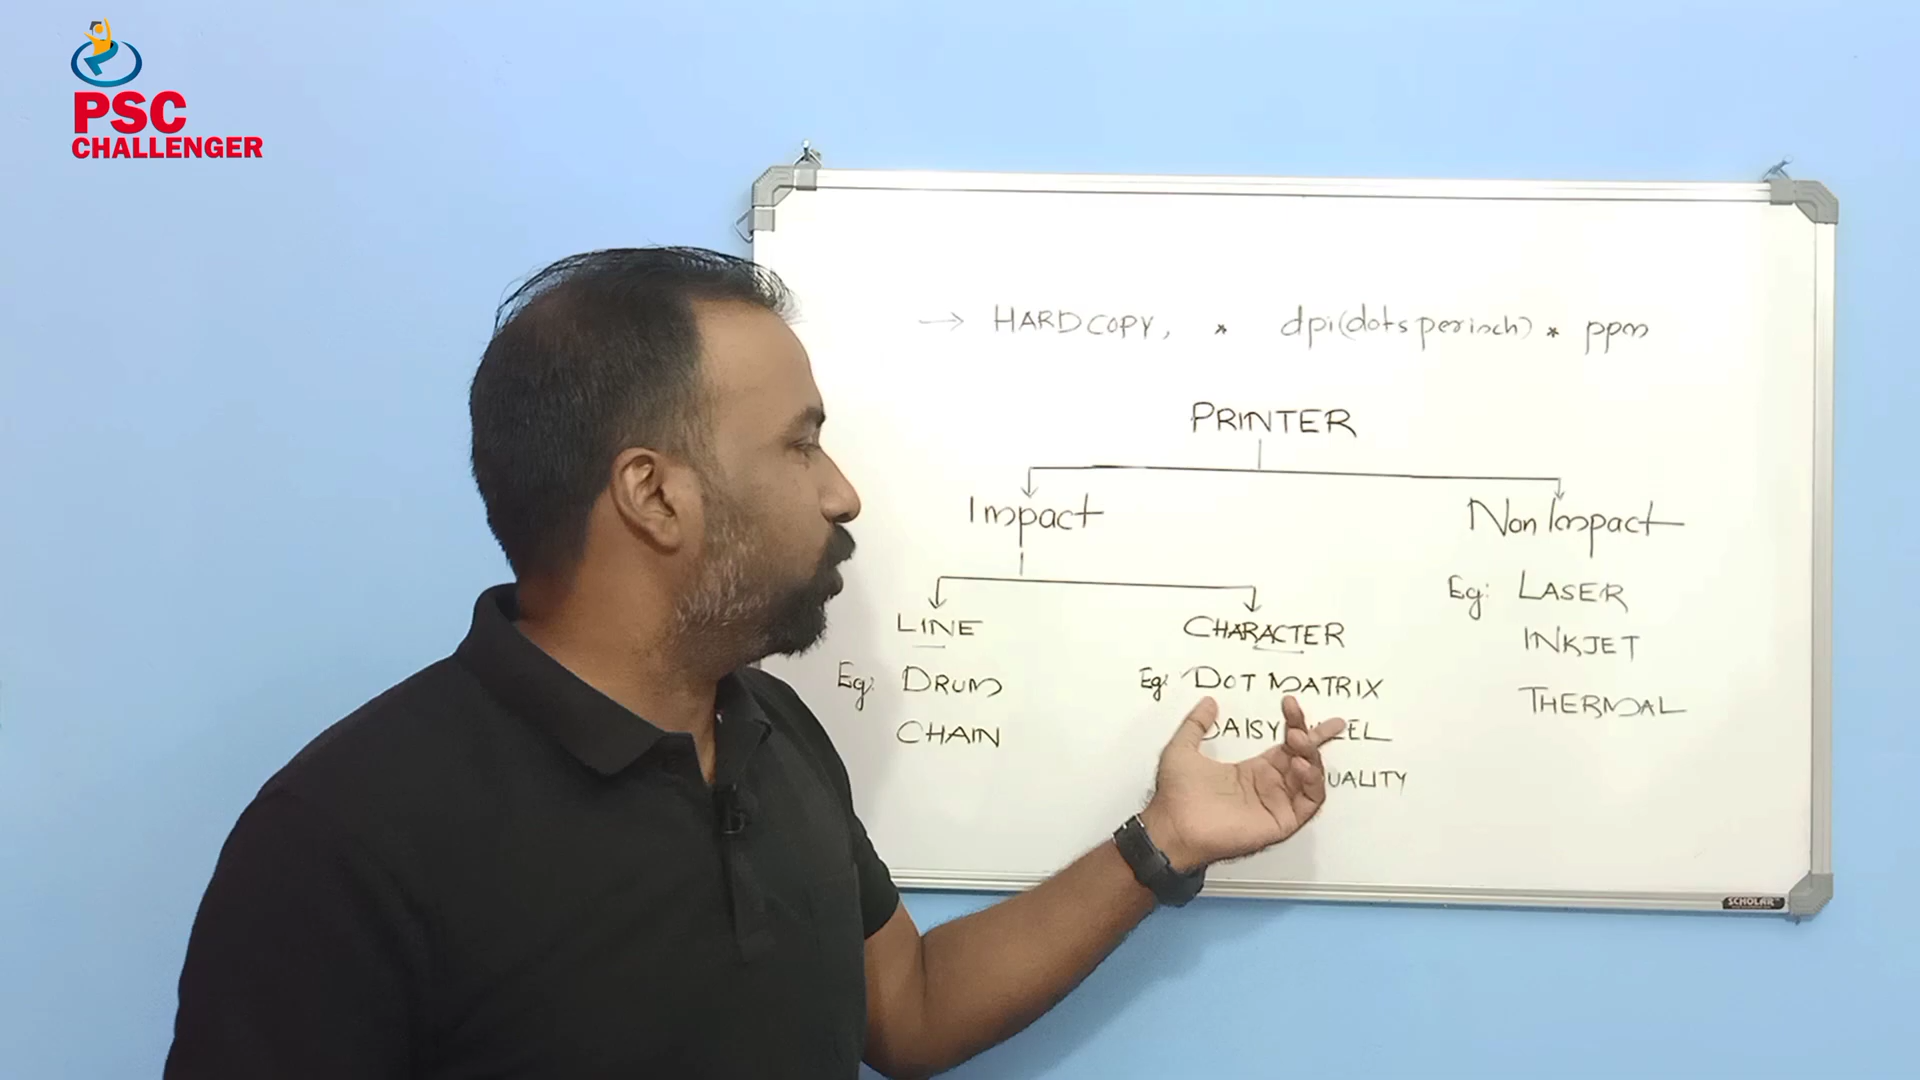 PSC
CHALLENGER
→ HARDCOPY, * dpi(dots per inch) * ppm
PRINTER
Impact
Non Impact
LINE
CHARACTER
Eg: LASER
INKJET
THERMAL
Eg: DRUM
CHAIN
Eg: DOT MATRIX
DAISY
SCHOLAR